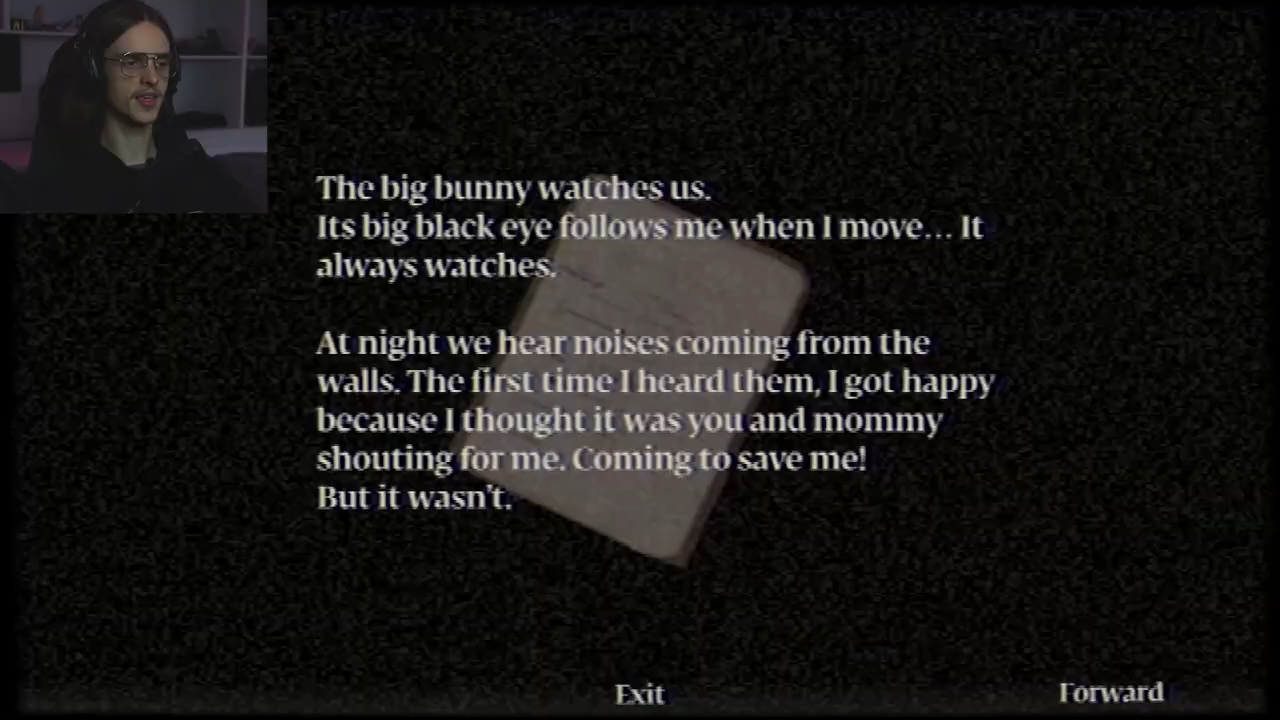 The big bunny watches us.
Its big black eye follows me when I move... It
always watches.
At night we hear noises coming from the
walls. The first time I heard them, I got happy
because I thought it was you and mommy
shouting for me. Coming to save me!
But it wasn't.
Exit
Forward